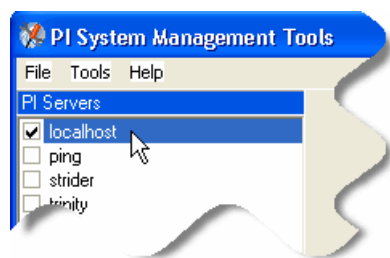 PI System Management Tools
File Tools Help
PI Servers
localhost
ping
strider
trinity